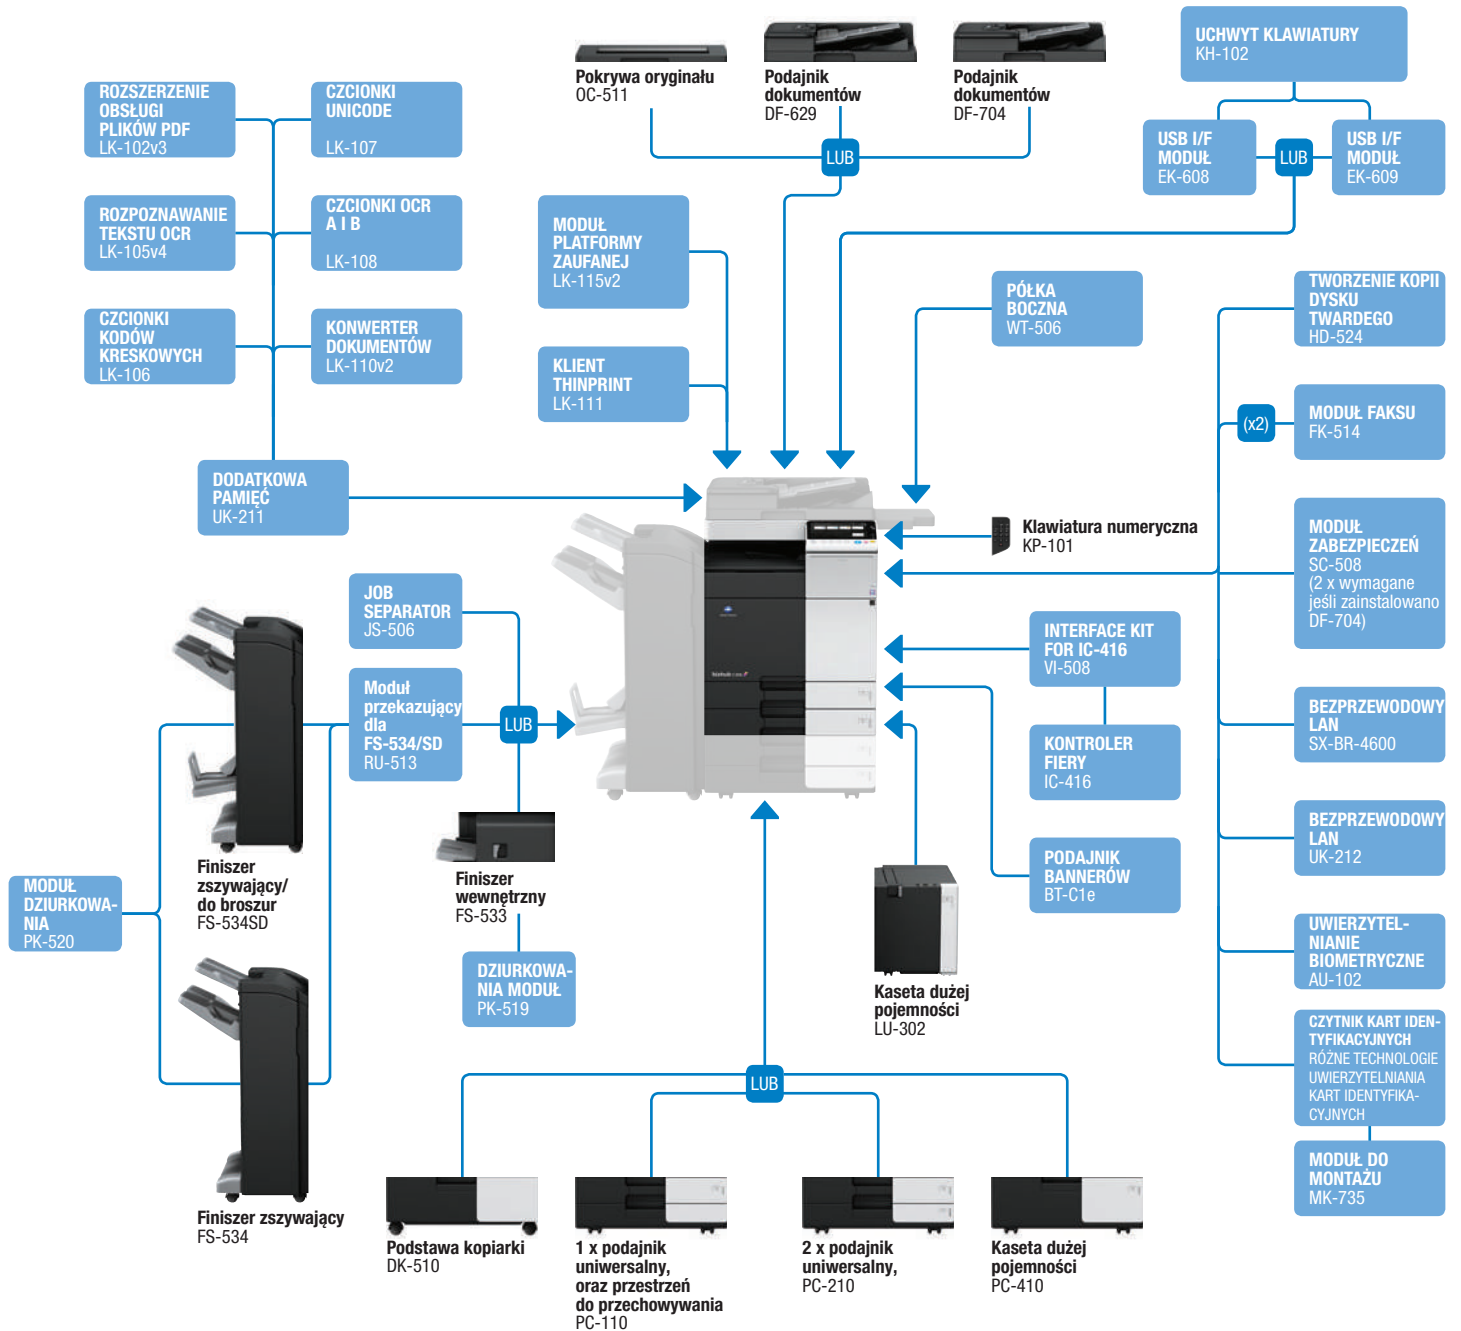 Pokrywa oryginału
OC-511
Podajnik
dokumentów
DF-629
Podajnik
dokumentów
DF-704
UCHWYT KLAWIATURY
KH-102
ROZSZERZENIE
OBSŁUGI
PLIKÓW PDF
LK-102v3
CZCIONKI
UNICODE
LK-107
LUB
USB I/F
MODUŁ
EK-608
LUB
USB I/F
MODUŁ
EK-609
ROZPOZNAWANIE
TEKSTU OCR
LK-105v4
CZCIONKI OCR
A I B
LK-108
MODUŁ
PLATFORMY
ZAUFANEJ
LK-115v2
PÓŁKA
BOCZNA
WT-506
TWORZENIE KOPII
DYSKU
TWARDEGO
HD-524
CZCIONKI
KODÓW
KRESKOWYCH
LK-106
KONWERTER
DOKUMENTÓW
LK-110v2
KLIENT
THINPRINT
LK-111
(x2)
MODUŁ FAKSU
FK-514
DODATKOWA
PAMIĘĆ
UK-211
Klawiatura numeryczna
KP-101
MODUŁ
ZABEZPIECZEŃ
SC-508
(2 x wymagane
jeśli zainstalowano
DF-704)
JOB
SEPARATOR
JS-506
INTERFACE KIT
FOR IC-416
VI-508
Moduł
przekazujący
dla
FS-534/SD
RU-513
LUB
BEZPRZEWODOWY
LAN
SX-BR-4600
KONTROLER
FIERY
IC-416
BEZPRZEWODOWY
LAN
UK-212
Finiszer
zszywający/
do broszur
FS-534SD
Finiszer
wewnętrzny
FS-533
PODAJNIK
BANNERÓW
BT-C1e
MODUŁ
DZIURKOWA-
NIA
PK-520
UWIERZYTEL-
NIANIE
BIOMETRYCZNE
AU-102
DZIURKOWA-
NIA MODUŁ
PK-519
Kaseta dużej
pojemności
LU-302
CZYTNIK KART IDEN-
TYFIKACYJNYCH
RÓŻNE TECHNOLOGIE
UWIERZYTELNIANIA
KART IDENTYFIKA-
CYJNYCH
LUB
MODUŁ DO
MONTAŻU
MK-735
Finiszer zszywający
FS-534
Podstawa kopiarki
DK-510
1 x podajnik
uniwersalny,
oraz przestrzeń
do przechowywania
PC-110
2 x podajnik
uniwersalny,
PC-210
Kaseta dużej
pojemności
PC-410